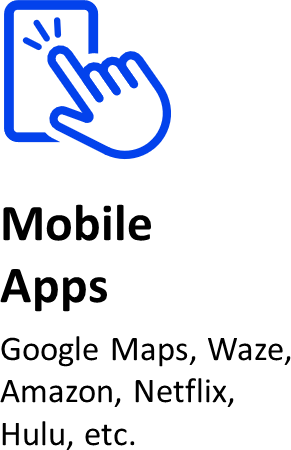 Mobile
Apps
Google Maps, Waze,
Amazon, Netflix,
Hulu, etc.